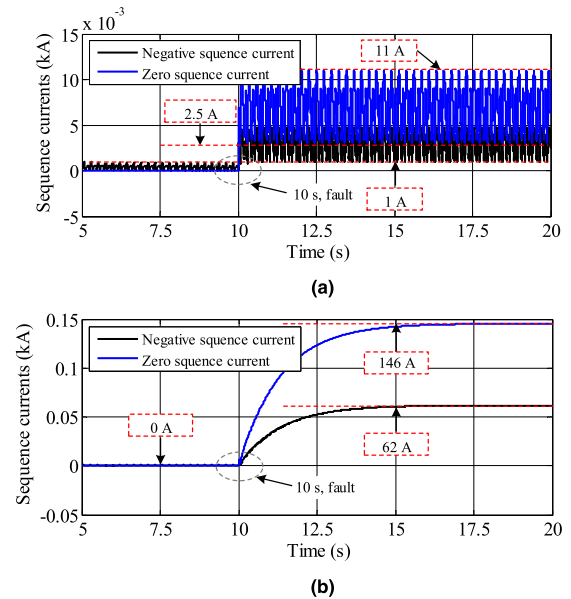 x 10⁻³
15
10
5
0
-5
Sequence currents (kA)
Negative squence current
Zero squence current
11 A
2.5 A
10 s, fault
1 A
5 7.5 10 12.5 15 17.5 20
Time (s)
(a)
0.15
0.1
0.05
0
-0.05
Sequence currents (kA)
Negative squence current
Zero squence current
146 A
0 A
62 A
10 s, fault
5 7.5 10 12.5 15 17.5 20
Time (s)
(b)